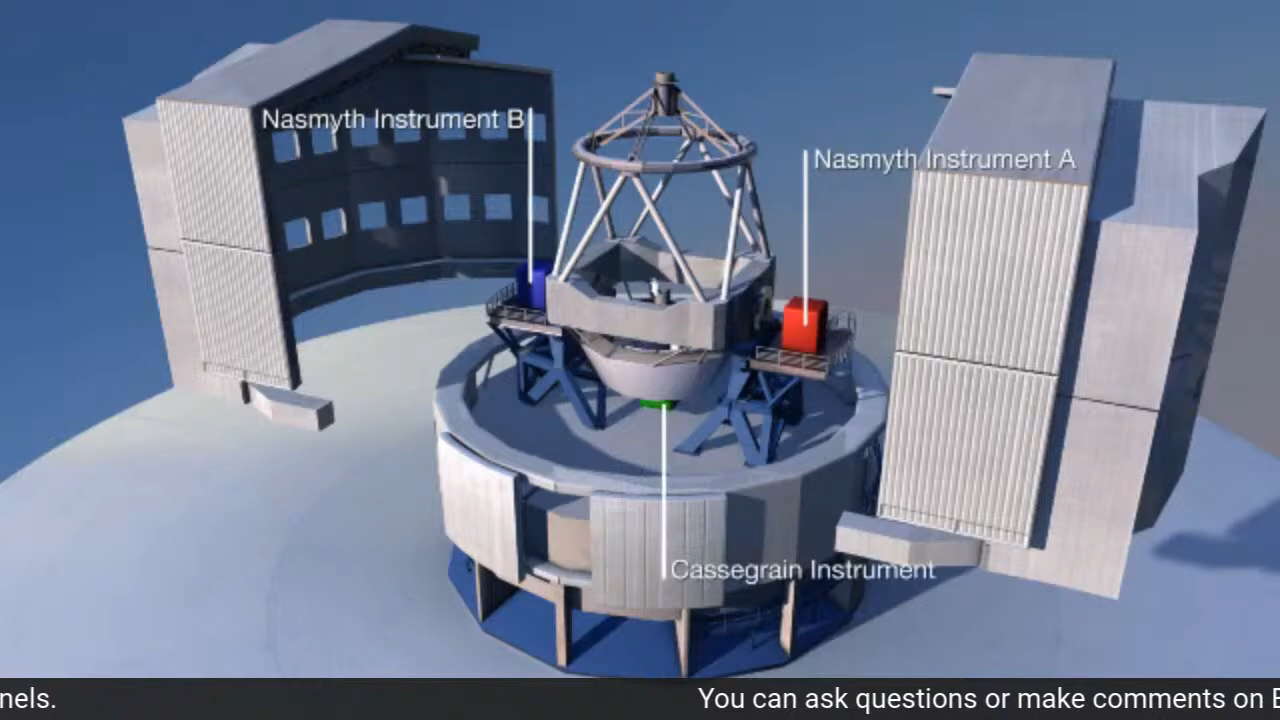 Nasmyth Instrument B
Nasmyth Instrument A
Cassegrain Instrument
nels. You can ask questions or make comments on